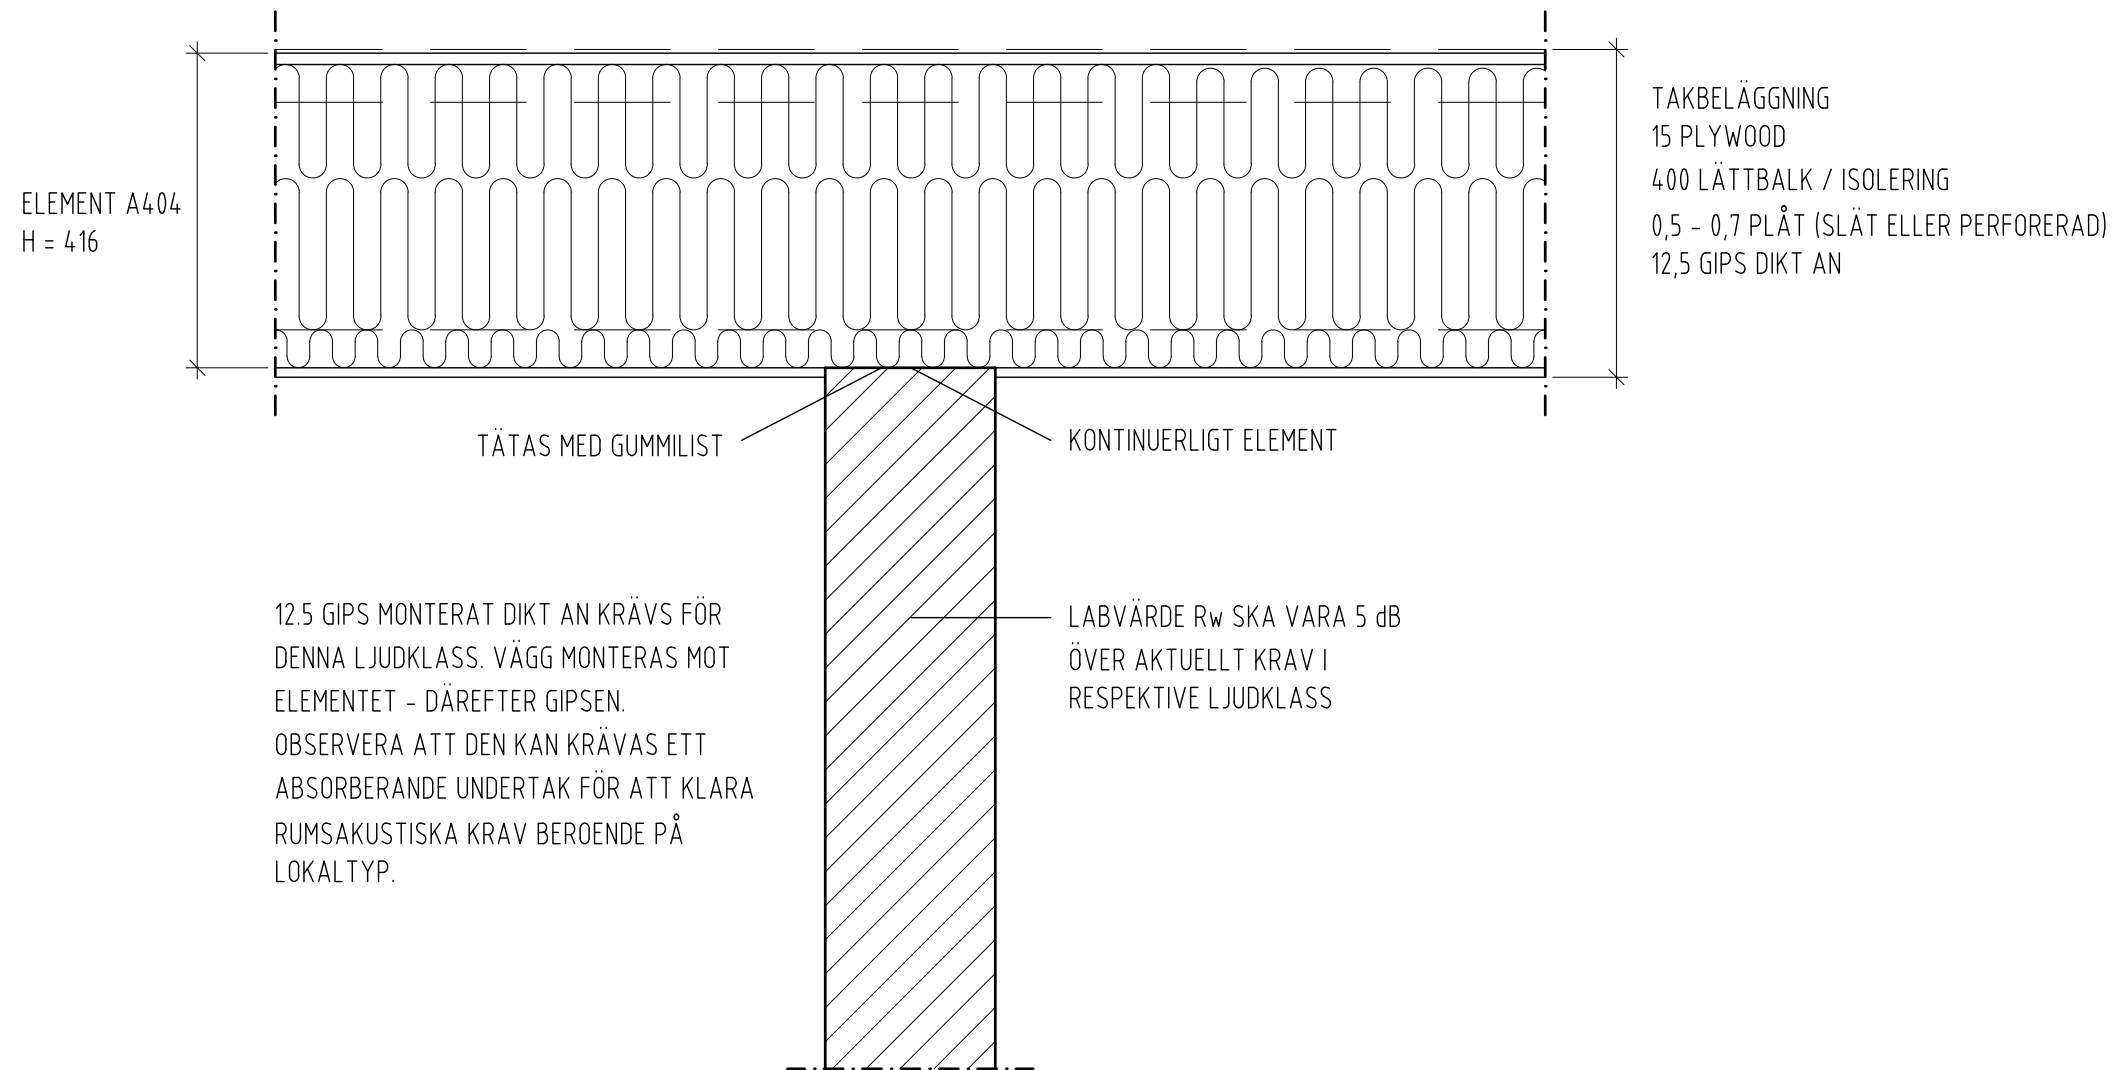 ELEMENT A404
H = 416
TAKBELÄGGNING
15 PLYWOOD
400 LÄTTBALK / ISOLERING
0,5 - 0,7 PLÅT (SLÄT ELLER PERFORERAD)
12,5 GIPS DIKT AN
TÄTAS MED GUMMILIST
KONTINUERLIGT ELEMENT
12.5 GIPS MONTERAT DIKT AN KRÄVS FÖR
DENNA LJUDKLASS. VÄGG MONTERAS MOT
ELEMENTET - DÄREFTER GIPSEN.
OBSERVERA ATT DEN KAN KRÄVAS ETT
ABSORBERANDE UNDERTAK FÖR ATT KLARA
RUMSAKUSTISKA KRAV BEROENDE PÅ
LOKALTYP.
LABVÄRDE Rw SKA VARA 5 dB
ÖVER AKTUELLT KRAV I
RESPEKTIVE LJUDKLASS